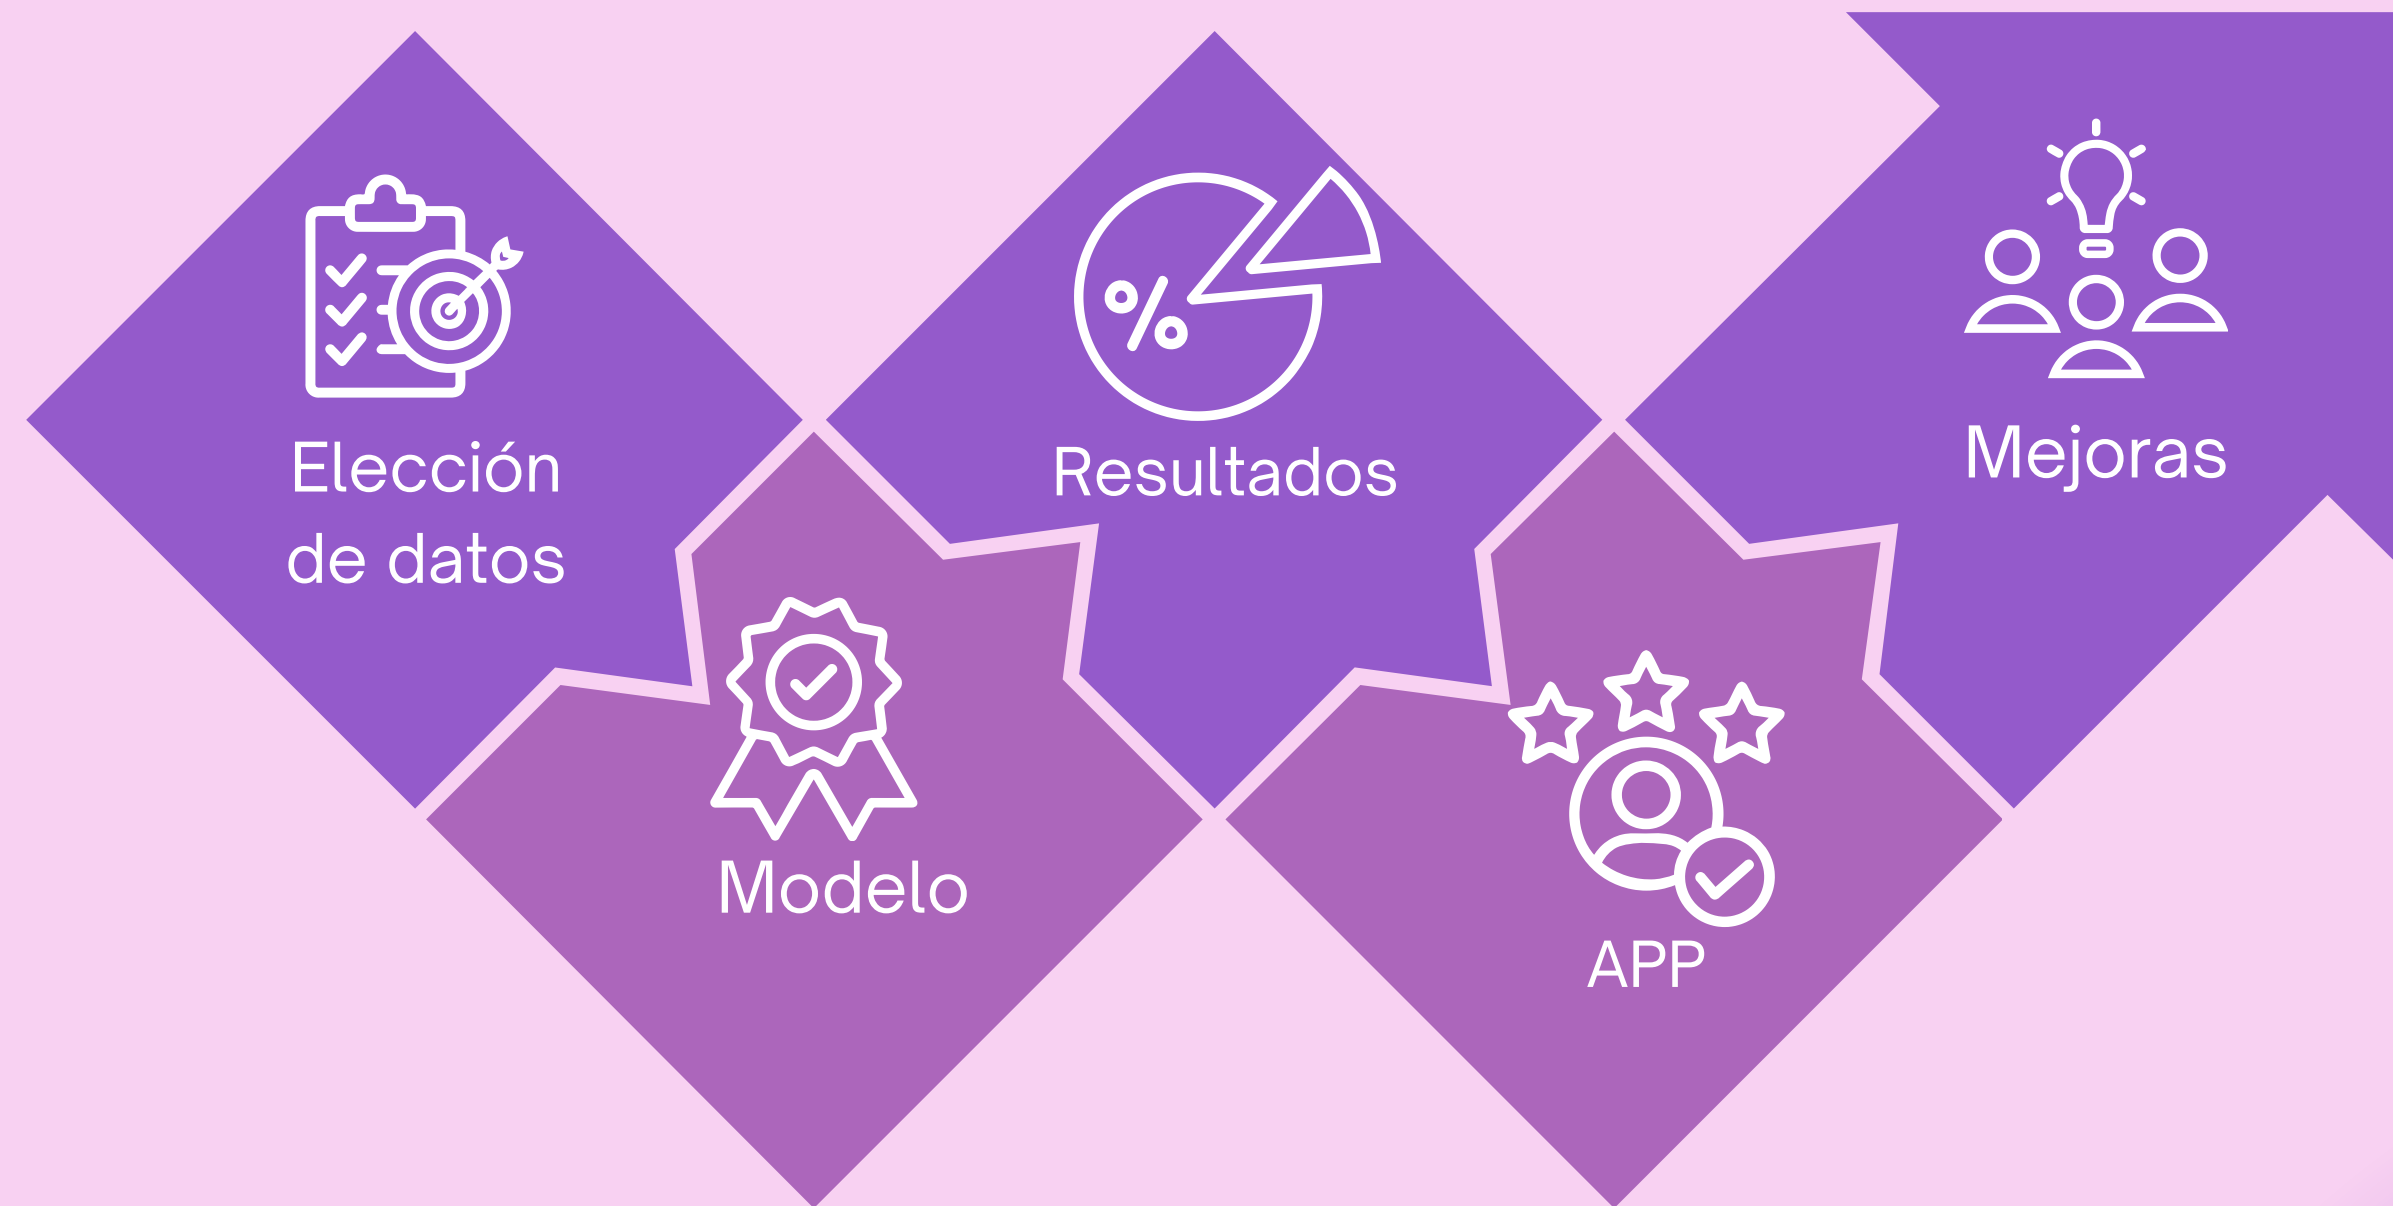 Elección
de datos
Modelo
Resultados
APP
Mejoras
%